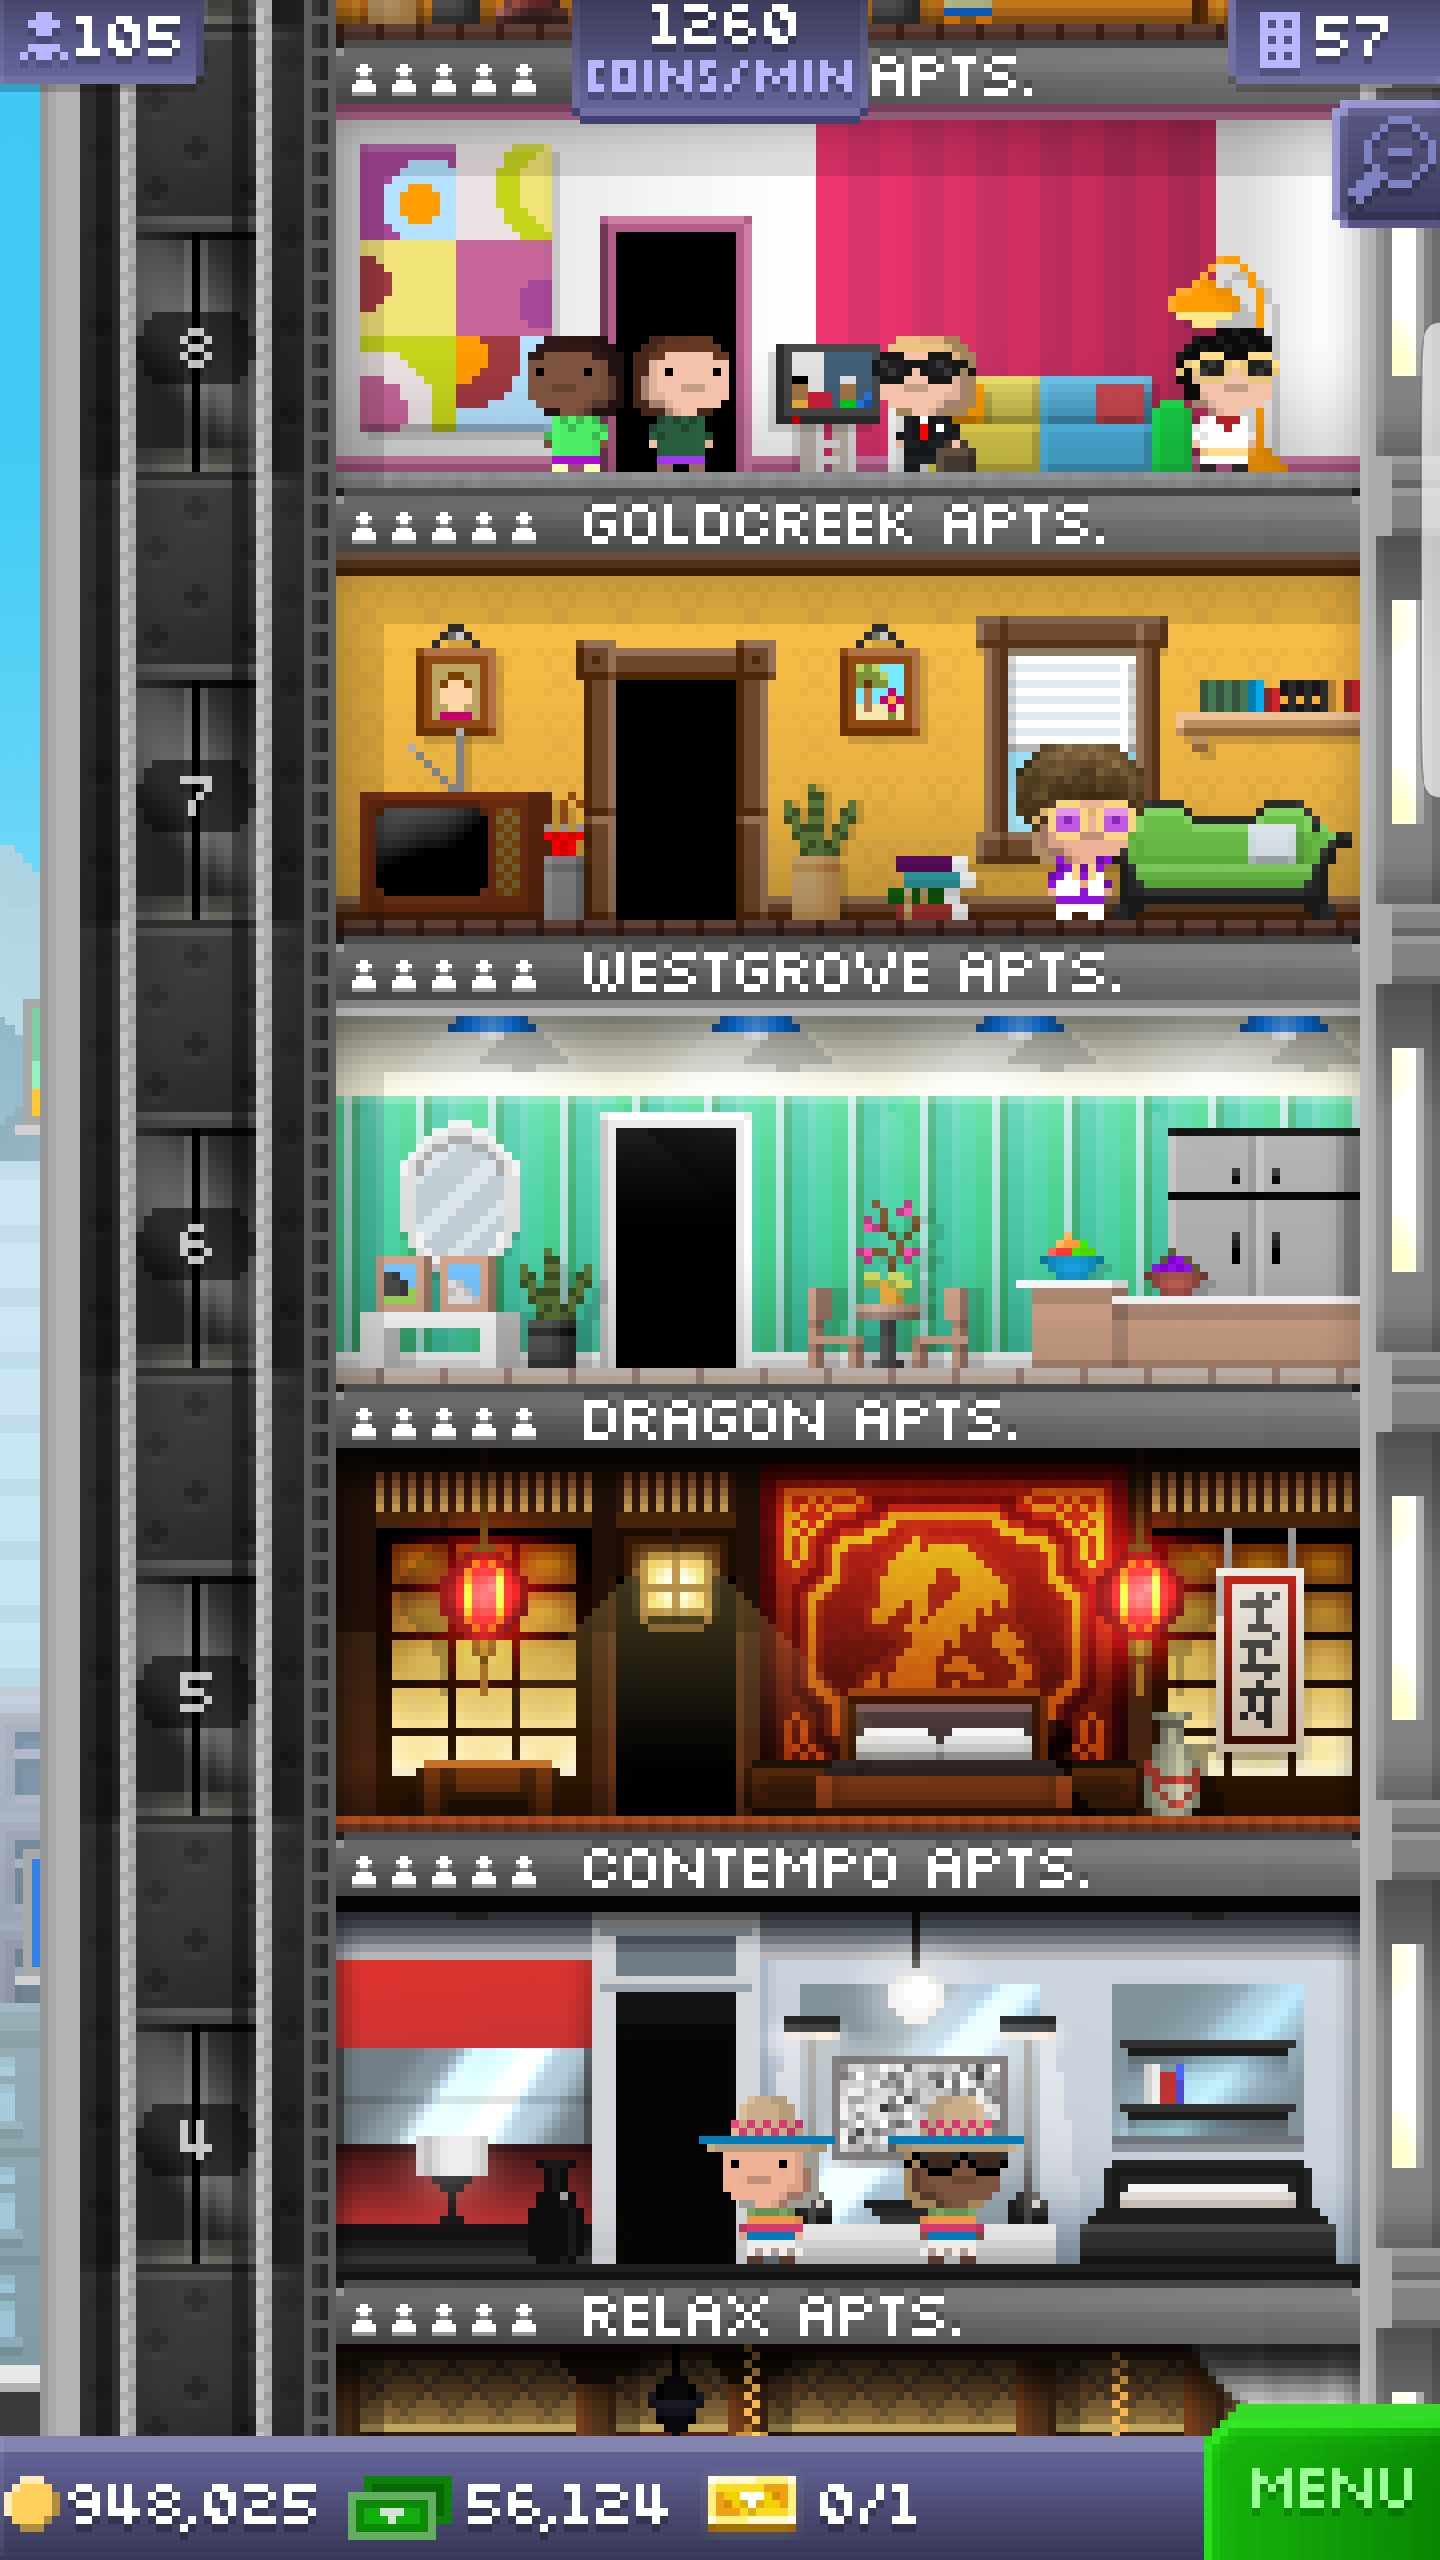 105
1260
COINS/MIN
57
APTS.
8
GOLDCREEK APTS.
7
WESTGROVE APTS.
6
DRAGON APTS.
5
CONTEMPO APTS.
4
RELAX APTS.
948,025
56,124
0/1
MENU